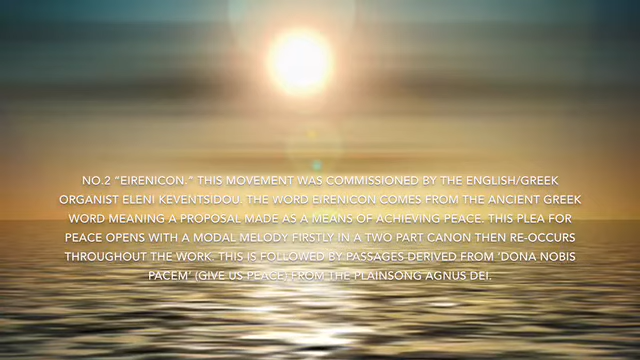 NO.2 “EIRENICON:” THIS MOVEMENT WAS COMMISSIONED BY THE ENGLISH/GREEK
ORGANIST ELENI KEVENTSIDOU. THE WORD EIRENICON COMES FROM THE ANCIENT GREEK
WORD MEANING A PROPOSAL MADE AS A MEANS OF ACHIEVING PEACE. THIS PLEA FOR
PEACE OPENS WITH A MODAL MELODY FIRSTLY IN A TWO PART CANON THEN RE-OCCURS
THROUGHOUT THE WORK. THIS IS FOLLOWED BY PASSAGES DERIVED FROM ‘DONA NOBIS
PACEM’ (GIVE US PEACE) FROM THE PLAINSONG AGNUS DEI.